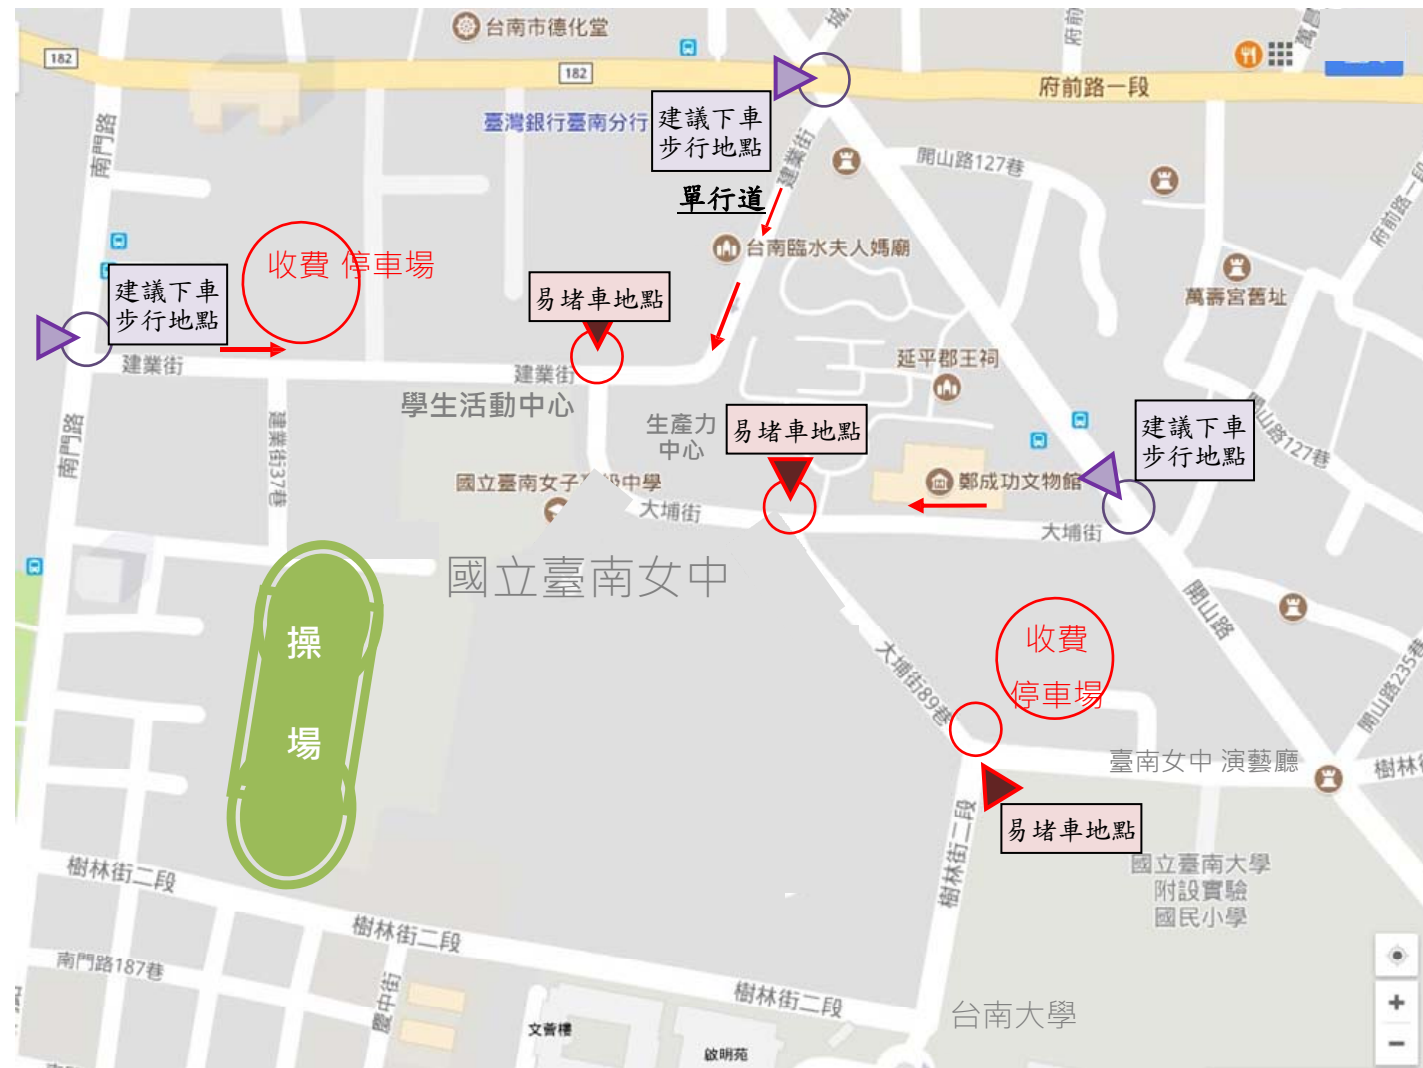 台南市德化堂
182
182
府前路一段
府前
南門路
臺灣銀行臺南分行
建議下車
步行地點
建業街
開山路127巷
單行道
府前路一段
收費 停車場
台南臨水夫人媽廟
萬壽宮舊址
建議下車
步行地點
易堵車地點
建業街
建業街
學生活動中心
延平郡王祠
建業街37巷
南門路
生產力
中心
易堵車地點
建議下車
步行地點
開山路127巷
國立臺南女子
中學
鄭成功文物館
大埔街
大埔街
國立臺南女中
操
場
開山路
收費
停車場
大埔街89巷
開山路235巷
臺南女中 演藝廳
樹林街
易堵車地點
樹林街二段
國立臺南大學
附設實驗
國民小學
樹林街二段
樹林街二段
南門路187巷
慶中街
樹林街二段
台南大學
文薈樓
啟明苑